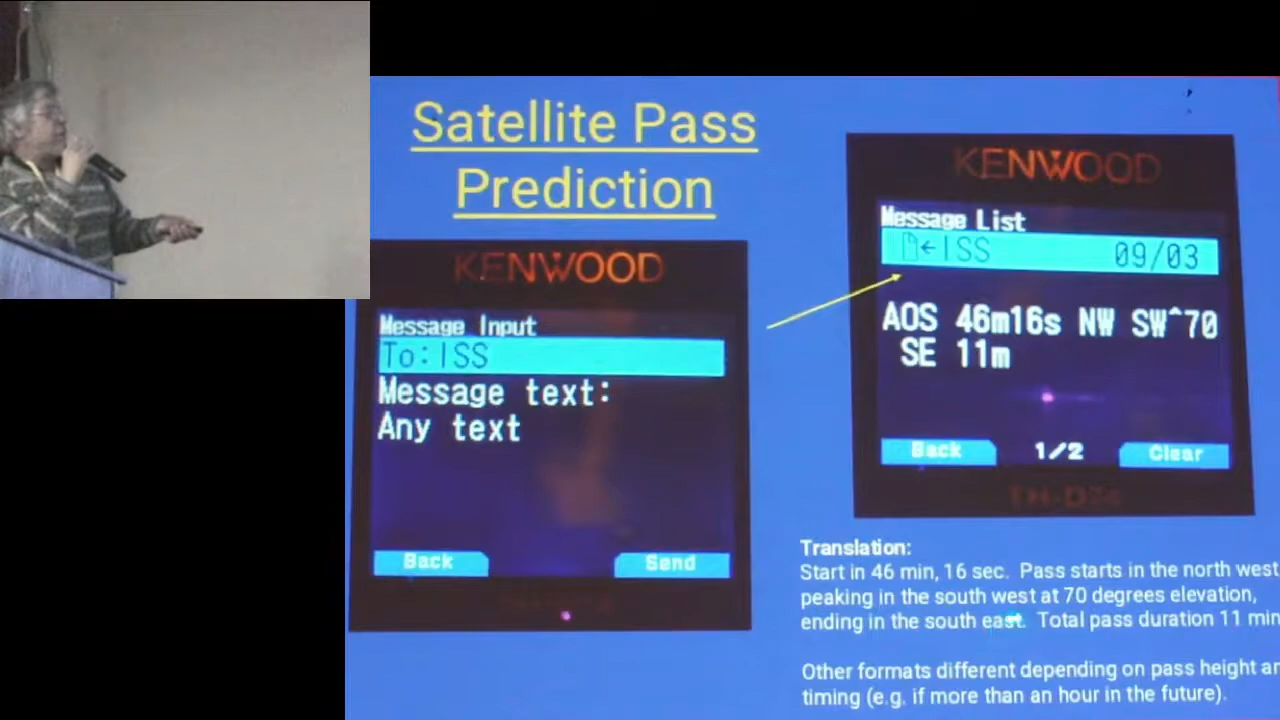 Satellite Pass
Prediction
KENWOOD
Message Input
To:ISS
Message text:
Any text
Back Send
KENWOOD
Message List
←ISS 09/03
AOS 46m16s NW SW^70
SE 11m
Back 1/2 Clear
Translation:
Start in 46 min, 16 sec. Pass starts in the north west
peaking in the south west at 70 degrees elevation,
ending in the south east. Total pass duration 11 min
Other formats different depending on pass height an
timing (e.g. if more than an hour in the future).